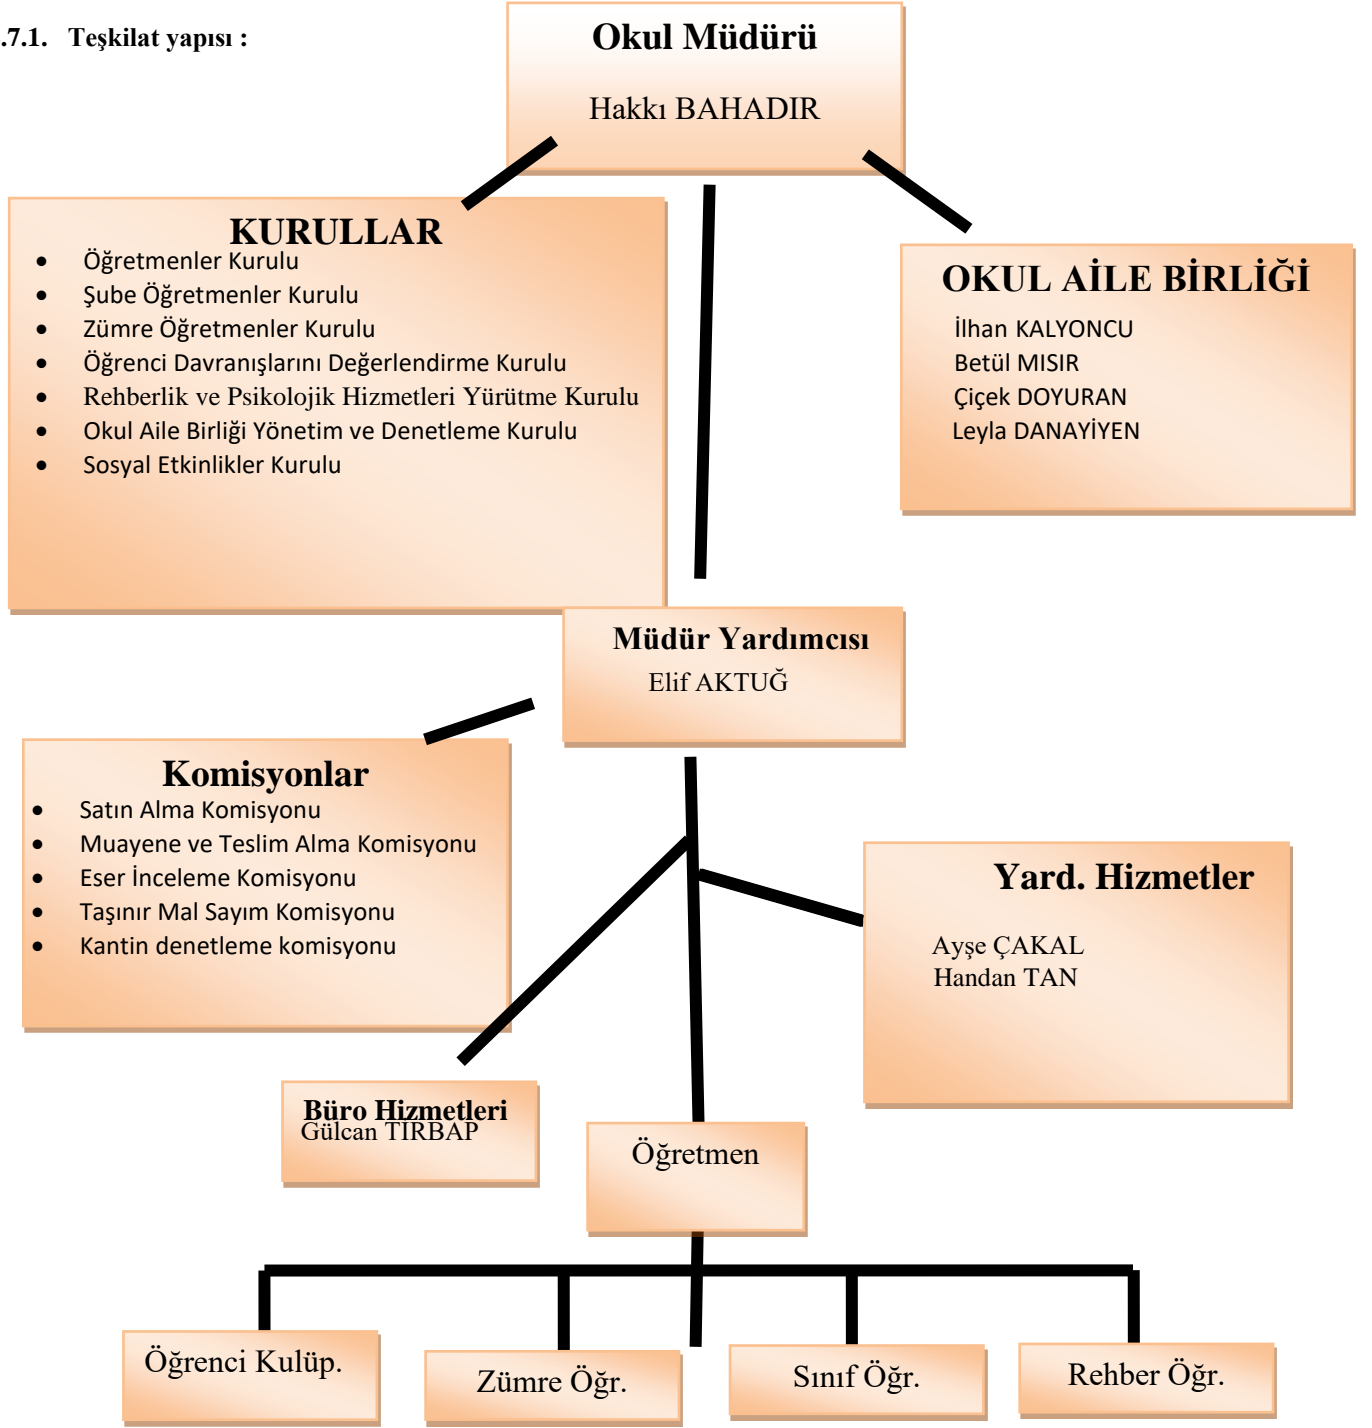 .7.1. Teşkilat yapısı :
Okul Müdürü
Hakkı BAHADIR
KURULLAR
• Öğretmenler Kurulu
• Şube Öğretmenler Kurulu
• Zümre Öğretmenler Kurulu
• Öğrenci Davranışlarını Değerlendirme Kurulu
• Rehberlik ve Psikolojik Hizmetleri Yürütme Kurulu
• Okul Aile Birliği Yönetim ve Denetleme Kurulu
• Sosyal Etkinlikler Kurulu
OKUL AİLE BİRLİĞİ
İlhan KALYONCU
Betül MISIR
Çiçek DOYURAN
Leyla DANAYİYEN
Müdür Yardımcısı
Elif AKTUĞ
Komisyonlar
• Satın Alma Komisyonu
• Muayene ve Teslim Alma Komisyonu
• Eser İnceleme Komisyonu
• Taşınır Mal Sayım Komisyonu
• Kantin denetleme komisyonu
Yard. Hizmetler
Ayşe ÇAKAL
Handan TAN
Büro Hizmetleri
Gülcan TIRBAP
Öğretmen
Öğrenci Kulüp.
Zümre Öğr.
Sınıf Öğr.
Rehber Öğr.